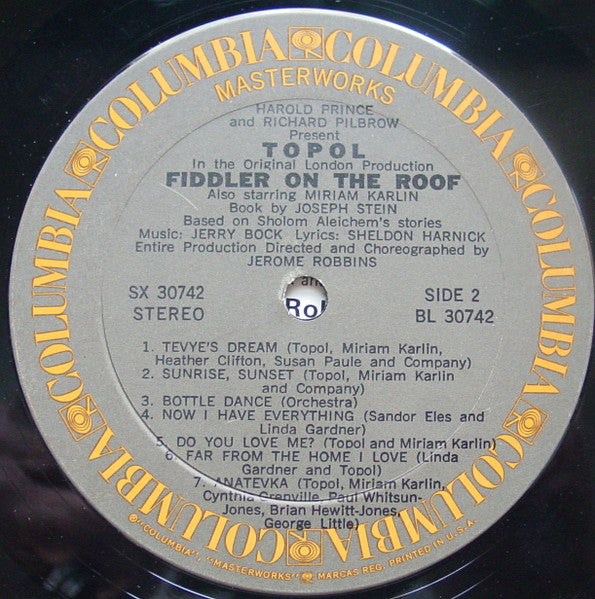 COLUMBIA COLUMBIA COLUMBIA COLUMBIA COLUMBIA COLUMBIA
MASTERWORKS
HAROLD PRINCE
and RICHARD PILBROW
Present
TOPOL
In the Original London Production
FIDDLER ON THE ROOF
Also starring MIRIAM KARLIN
Book by JOSEPH STEIN
Based on Sholom Aleichem's stories
Music: JERRY BOCK Lyrics: SHELDON HARNICK
Entire Production Directed and Choreographed by
JEROME ROBBINS
SX 30742
STEREO
SIDE 2
BL 30742
1. TEVYE'S DREAM (Topol, Miriam Karlin,
Heather Clifton, Susan Paule and Company)
2. SUNRISE, SUNSET (Topol, Miriam Karlin
and Company)
3. BOTTLE DANCE (Orchestra)
4. NOW I HAVE EVERYTHING (Sandor Eles and
Linda Gardner)
5. DO YOU LOVE ME? (Topol and Miriam Karlin)
6. FAR FROM THE HOME I LOVE (Linda
Gardner and Topol)
7. ANATEVKA (Topol, Miriam Karlin,
Cynthia Grenville, Paul Whitsun-
Jones, Brian Hewitt-Jones,
George Little)
"COLUMBIA", "MASTERWORKS" MARCAS REG. PRINTED IN U.S.A.